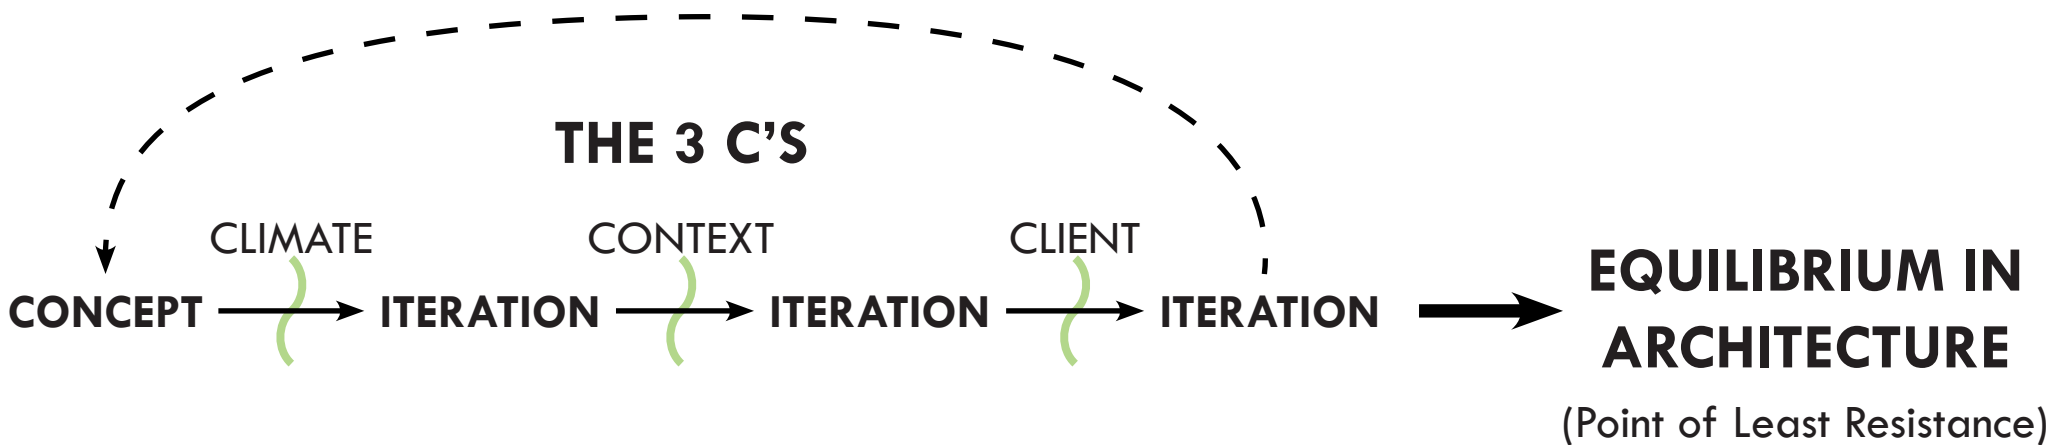 THE 3 C'S
CLIMATE
CONTEXT
CLIENT
CONCEPT
ITERATION
ITERATION
ITERATION
EQUILIBRIUM IN
ARCHITECTURE
(Point of Least Resistance)